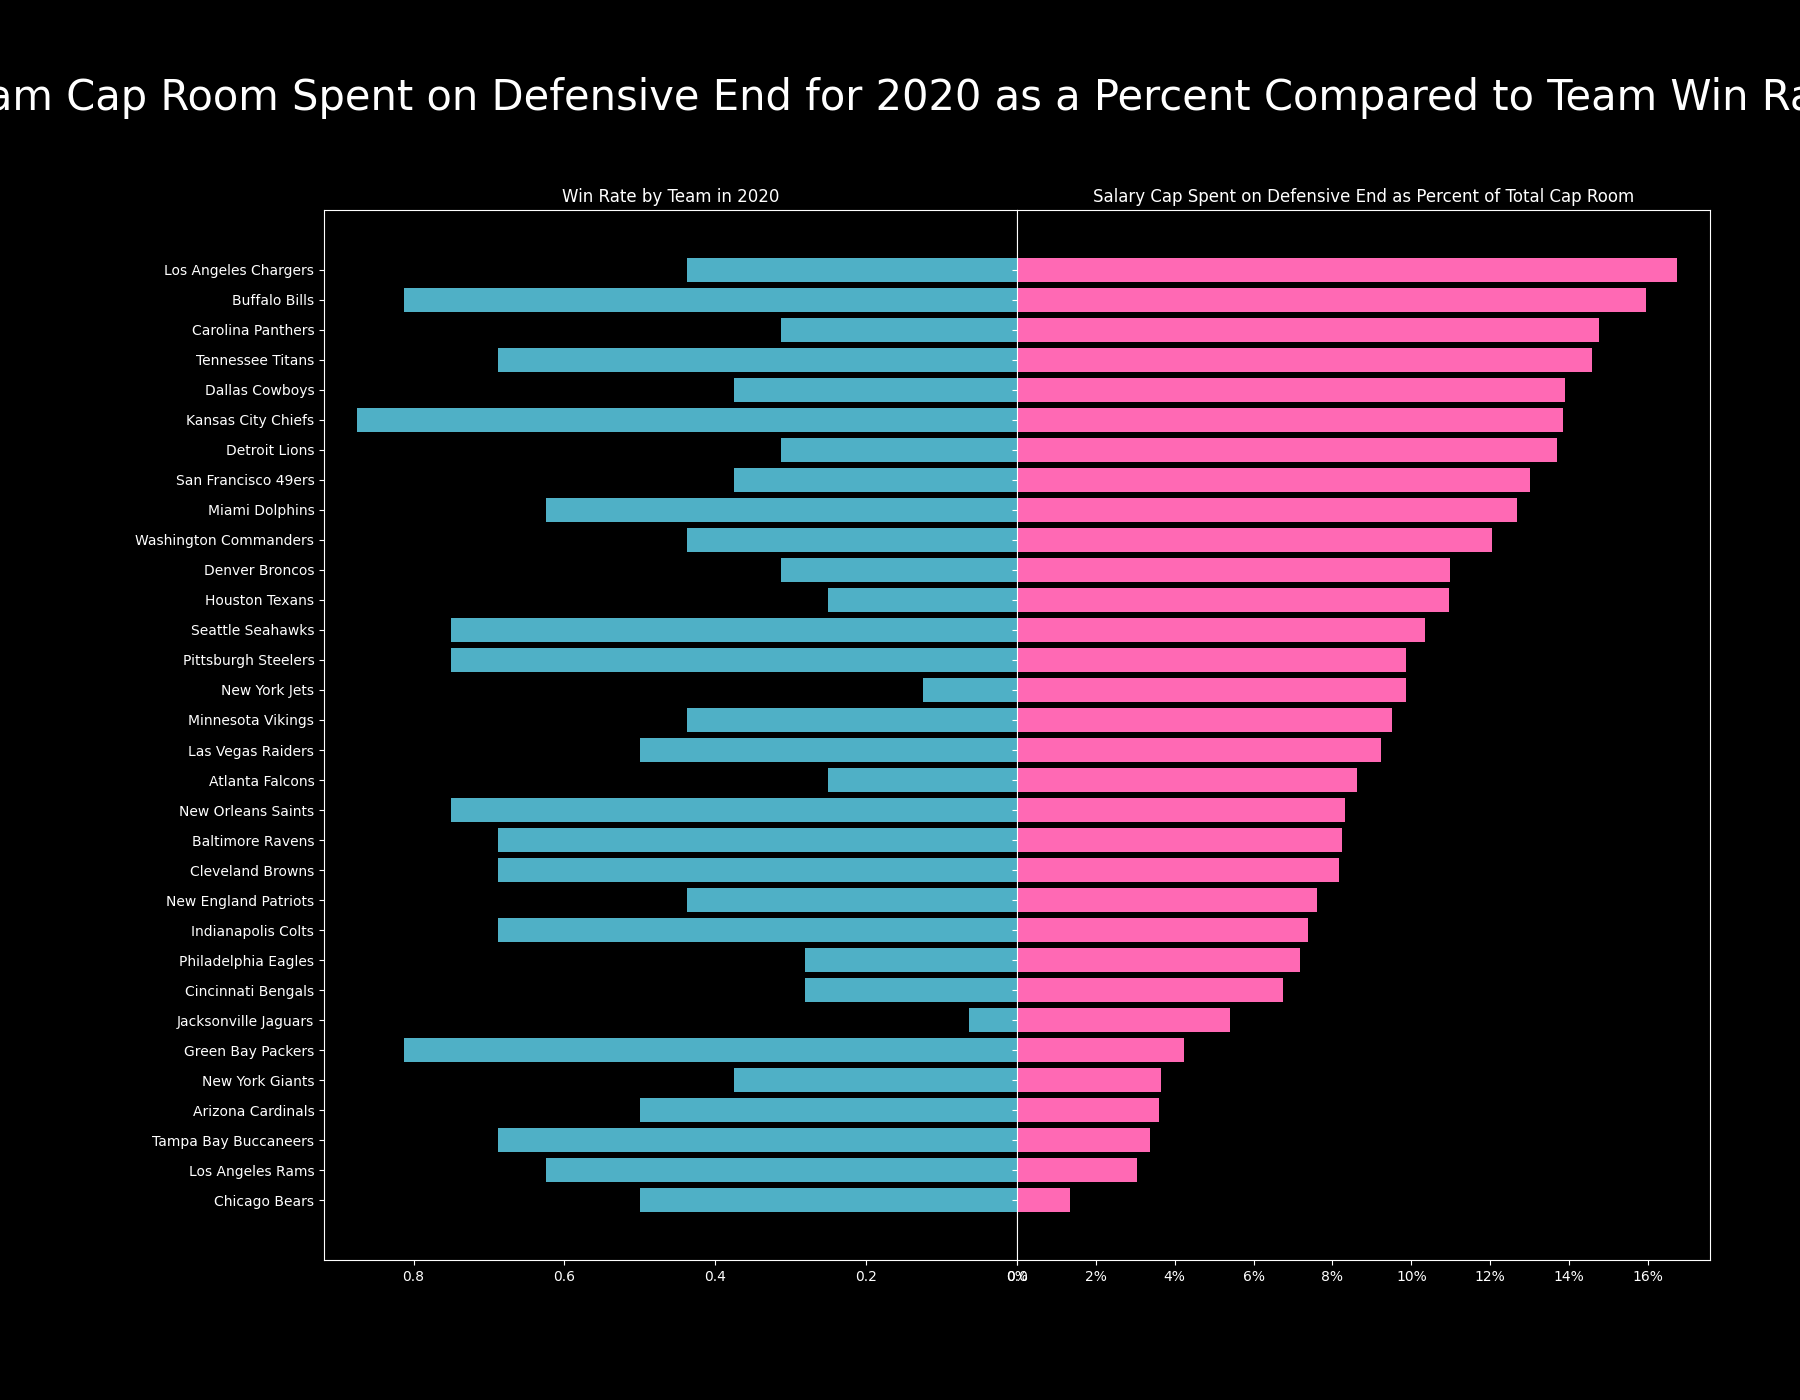 am Cap Room Spent on Defensive End for 2020 as a Percent Compared to Team Win Ra
Win Rate by Team in 2020
Salary Cap Spent on Defensive End as Percent of Total Cap Room
Los Angeles Chargers
Buffalo Bills
Carolina Panthers
Tennessee Titans
Dallas Cowboys
Kansas City Chiefs
Detroit Lions
San Francisco 49ers
Miami Dolphins
Washington Commanders
Denver Broncos
Houston Texans
Seattle Seahawks
Pittsburgh Steelers
New York Jets
Minnesota Vikings
Las Vegas Raiders
Atlanta Falcons
New Orleans Saints
Baltimore Ravens
Cleveland Browns
New England Patriots
Indianapolis Colts
Philadelphia Eagles
Cincinnati Bengals
Jacksonville Jaguars
Green Bay Packers
New York Giants
Arizona Cardinals
Tampa Bay Buccaneers
Los Angeles Rams
Chicago Bears
0.8 0.6 0.4 0.2 2% 4% 6% 8% 10% 12% 14% 16%